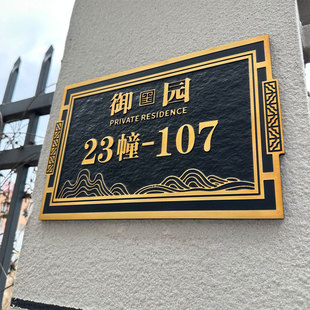 御园
PRIVATE RESIDENCE
23幢-107